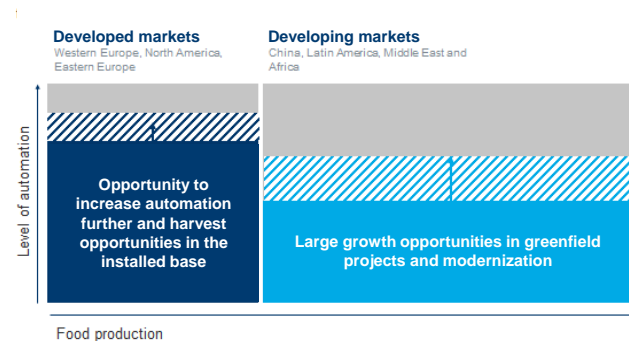 Developed markets
Western Europe, North America,
Eastern Europe
Developing markets
China, Latin America, Middle East and
Africa
Level of automation
Opportunity to
increase automation
further and harvest
opportunities in the
installed base
Large growth opportunities in greenfield
projects and modernization
Food production